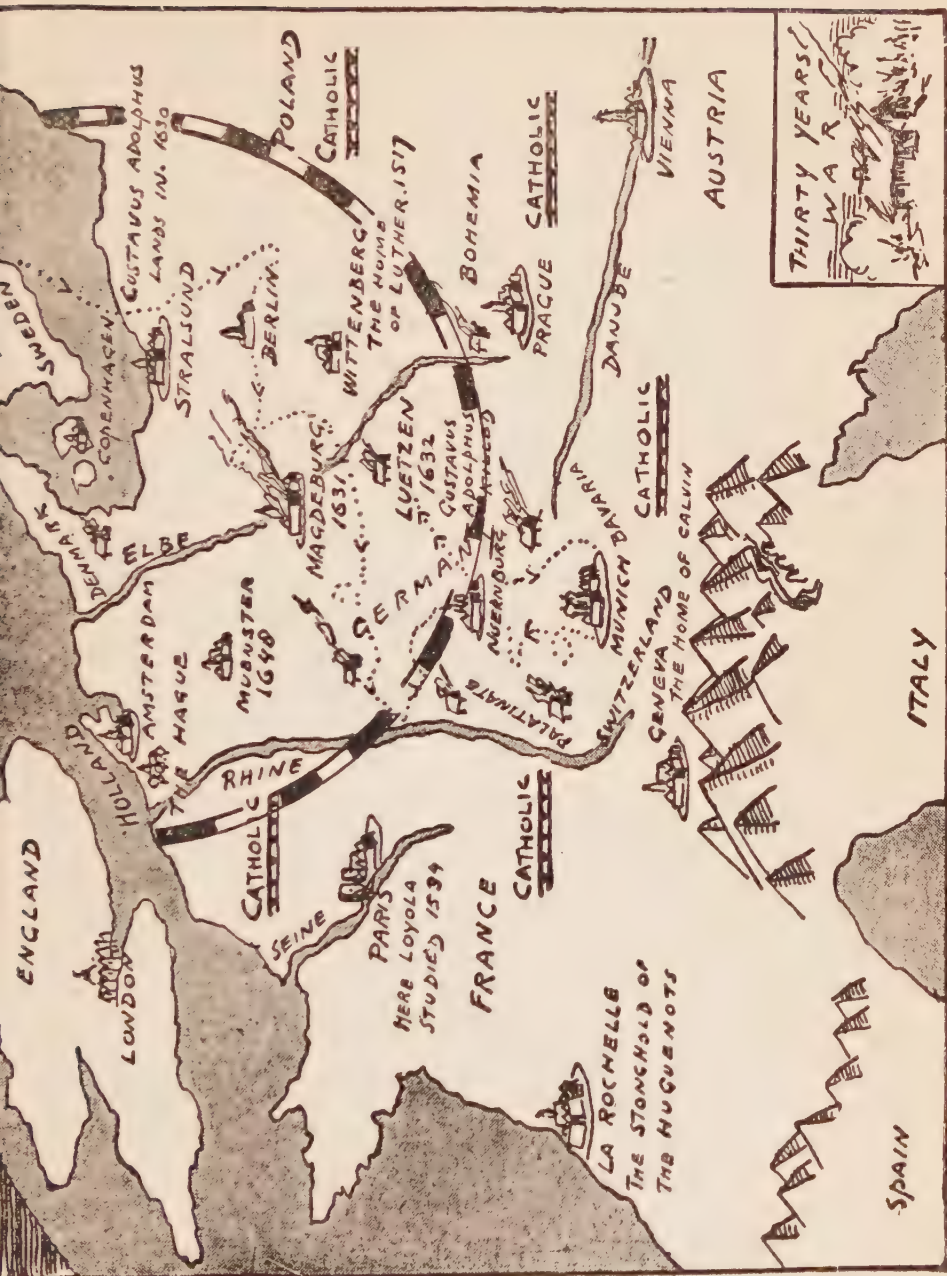 ENGLAND
LONDON
SWEDEN
COPENHAGEN
DENMARK
GUSTAVUS ADOLPHUS
LANDS IN. 1630
STRALSUND
POLAND
CATHOLIC
BERLIN
WITTENBERG
THE HOME
OF LUTHER. 1517
ELBE
MAGDEBURG
1631
LUETZEN
1632
GUSTAVUS
ADOLPHUS
KILLED
BOHEMIA
PRAGUE
CATHOLIC
HOLLAND
AMSTERDAM
THE HAGUE
MUENSTER
1648
GERMAN
NUERNBURG
RHINE
CATHOLIC
PALATINATE
MUNICH
BAVARIA
DANUBE
VIENNA
AUSTRIA
CATHOLIC
SWITZERLAND
GENEVA
THE HOME OF CALVIN
SEINE
PARIS
HERE LOYOLA
STUDIED 1534
FRANCE
CATHOLIC
LA ROCHELLE
THE STONGHOLD OF
THE HUGUENOTS
SPAIN
ITALY
THIRTY YEARS
WAR